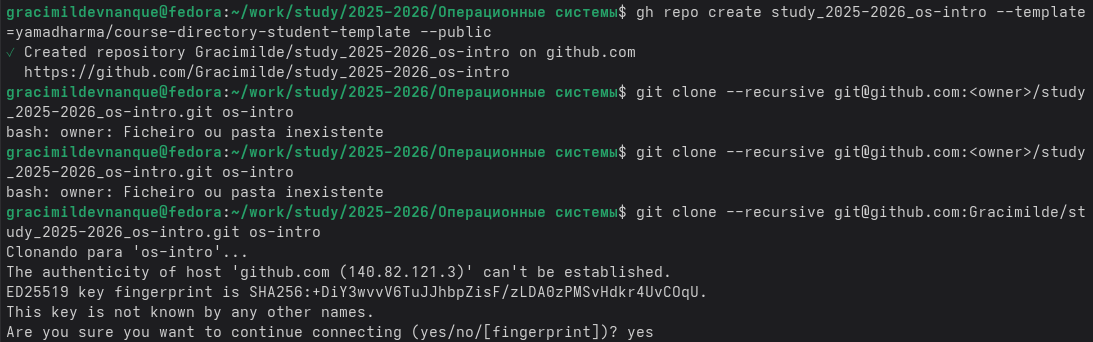 gracimildevnanque@fedora:~/work/study/2025-2026/Операционные системы$ gh repo create study_2025-2026_os-intro --template
=yamadharma/course-directory-student-template --public
✓ Created repository Gracimilde/study_2025-2026_os-intro on github.com
  https://github.com/Gracimilde/study_2025-2026_os-intro
gracimildevnanque@fedora:~/work/study/2025-2026/Операционные системы$ git clone --recursive git@github.com:<owner>/study
_2025-2026_os-intro.git os-intro
bash: owner: Ficheiro ou pasta inexistente
gracimildevnanque@fedora:~/work/study/2025-2026/Операционные системы$ git clone --recursive git@github.com:<owner>/study
_2025-2026_os-intro.git os-intro
bash: owner: Ficheiro ou pasta inexistente
gracimildevnanque@fedora:~/work/study/2025-2026/Операционные системы$ git clone --recursive git@github.com:Gracimilde/st
udy_2025-2026_os-intro.git os-intro
Clonando para 'os-intro'...
The authenticity of host 'github.com (140.82.121.3)' can't be established.
ED25519 key fingerprint is SHA256:+DiY3wvvV6TuJJhbpZisF/zLDA0zPMSvHdkr4UvCOqU.
This key is not known by any other names.
Are you sure you want to continue connecting (yes/no/[fingerprint])? yes